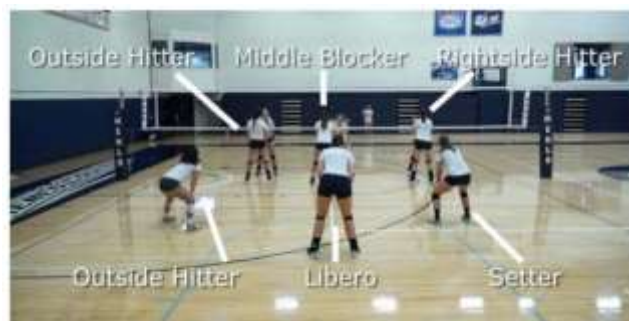 Outside Hitter
Middle Blocker
Rightside Hitter
Outside Hitter
Libero
Setter